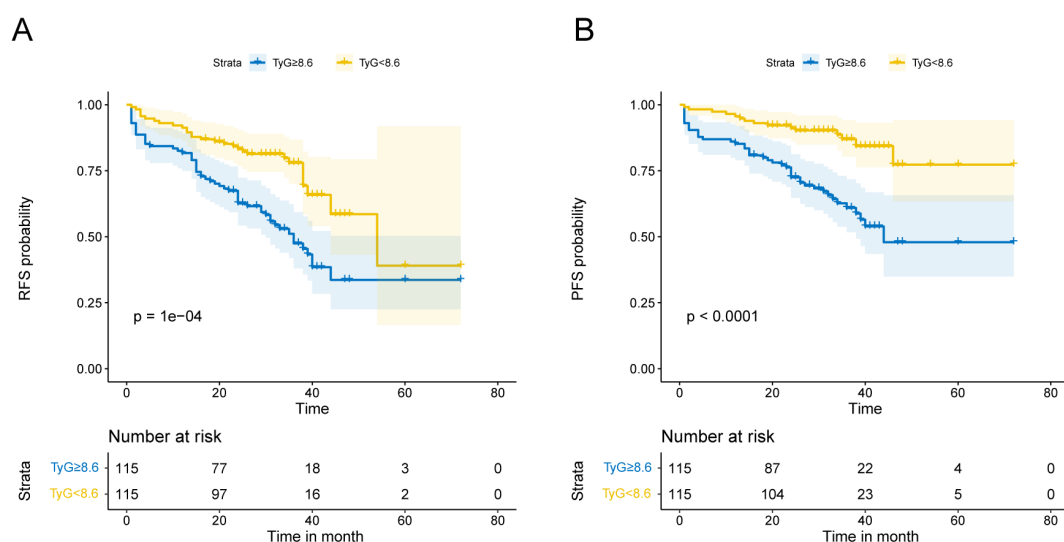 A
Strata TyG≥8.6 TyG<8.6
1.00
0.75
0.50
0.25
0.00
RFS probability
p = 1e−04
0 20 40 60 80
Time
Number at risk
Strata
TyG≥8.6 115 77 18 3 0
TyG<8.6 115 97 16 2 0
0 20 40 60 80
Time in month
B
Strata TyG≥8.6 TyG<8.6
1.00
0.75
0.50
0.25
0.00
PFS probability
p < 0.0001
0 20 40 60 80
Time
Number at risk
Strata
TyG≥8.6 115 87 22 4 0
TyG<8.6 115 104 23 5 0
0 20 40 60 80
Time in month